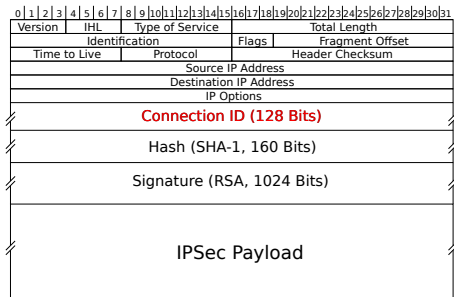 0 1 2 3 4 5 6 7 8 9 10 11 12 13 14 15 16 17 18 19 20 21 22 23 24 25 26 27 28 29 30 31
Version IHL Type of Service Total Length
Identification Flags Fragment Offset
Time to Live Protocol Header Checksum
Source IP Address
Destination IP Address
IP Options
Connection ID (128 Bits)
Hash (SHA-1, 160 Bits)
Signature (RSA, 1024 Bits)
IPSec Payload